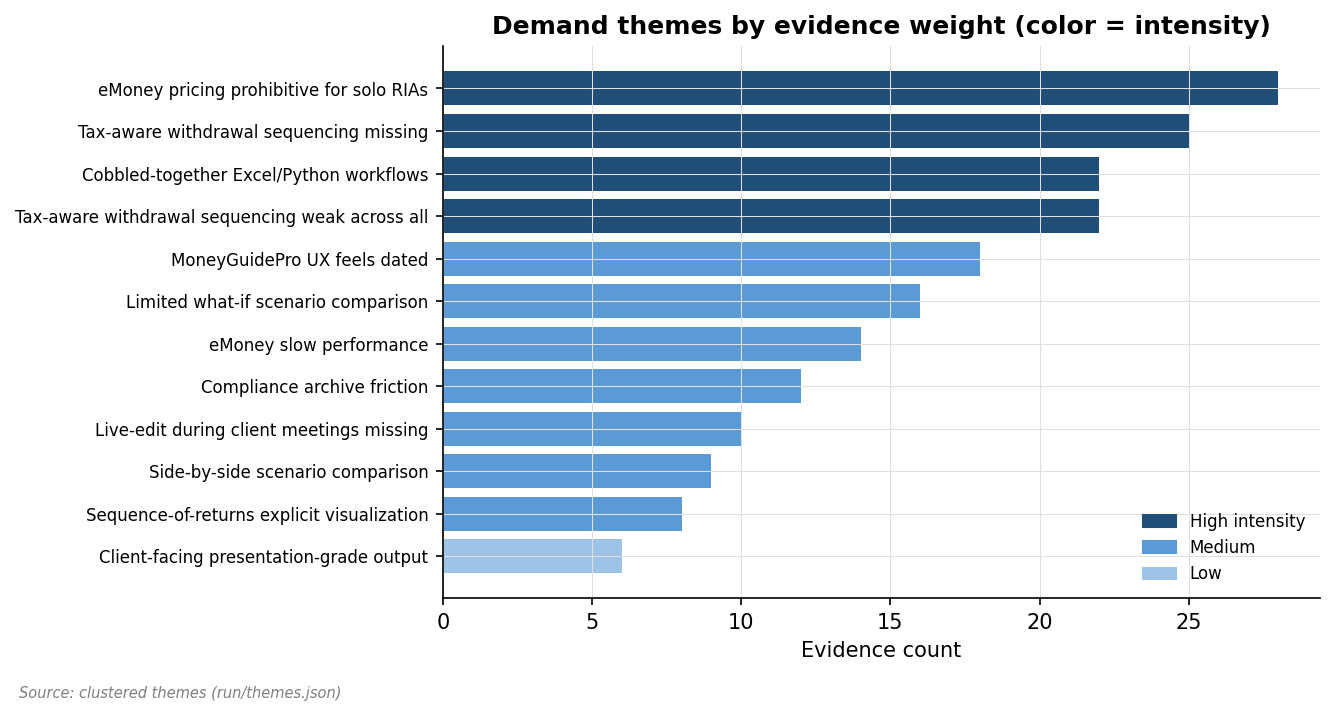 Demand themes by evidence weight (color = intensity)
eMoney pricing prohibitive for solo RIAs
Tax-aware withdrawal sequencing missing
Cobbled-together Excel/Python workflows
Tax-aware withdrawal sequencing weak across all
MoneyGuidePro UX feels dated
Limited what-if scenario comparison
eMoney slow performance
Compliance archive friction
Live-edit during client meetings missing
Side-by-side scenario comparison
Sequence-of-returns explicit visualization
Client-facing presentation-grade output
High intensity
Medium
Low
0 5 10 15 20 25
Evidence count
Source: clustered themes (run/themes.json)